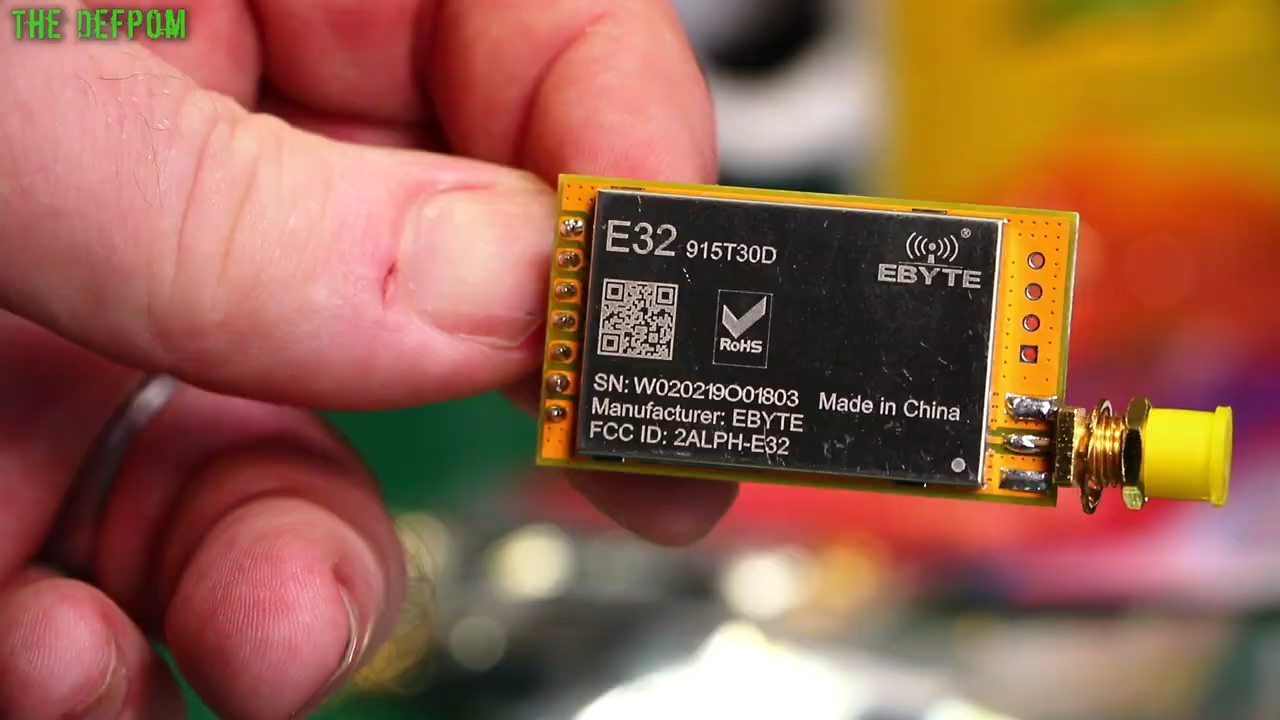 THE DEFPOM
E32 915T30D
EBYTE®
RoHS
SN: W020219O01803
Made in China
Manufacturer: EBYTE
FCC ID: 2ALPH-E32